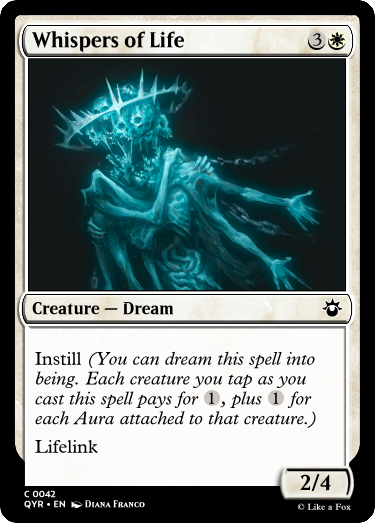 Whispers of Life 3
Creature — Dream
Instill (You can dream this spell into
being. Each creature you tap as you
cast this spell pays for 1, plus 1 for
each Aura attached to that creature.)
Lifelink
2/4
C 0042
QYR • EN Diana Franco
© Like a Fox